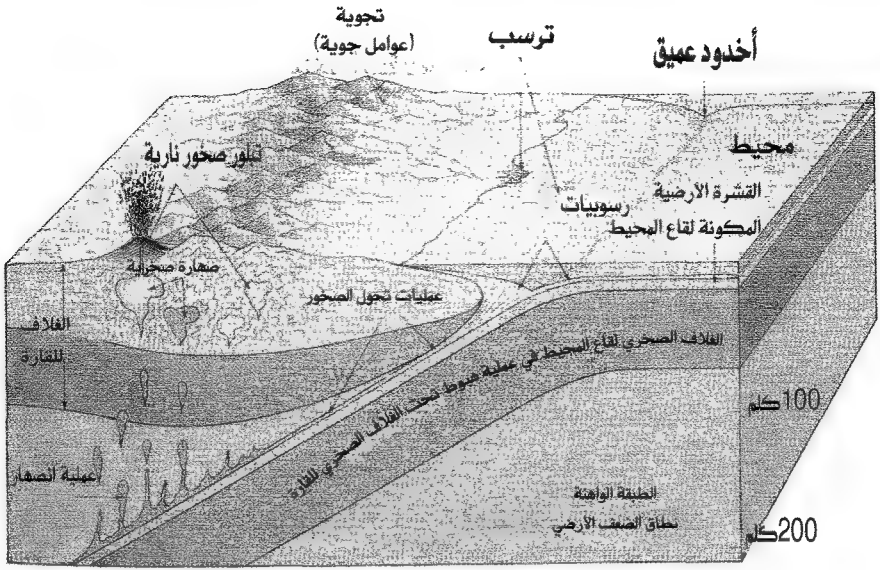 تجوية
(عوامل جوية)
ترسب
أخدود عميق
تبلور صخور نارية
محيط
القشرة الأرضية
المكونة لقاع المحيط
رسوبيات
صهارة صخرية
عمليات تحول الصخور
الغلاف
للقارة
الغلاف الصخري لقاع المحيط في عملية هبوط تحت الغلاف الصخري للقارة
100كلم
عملية انصهار
الطبقة الواهنة
نطاق الضعف الأرضي
200كلم